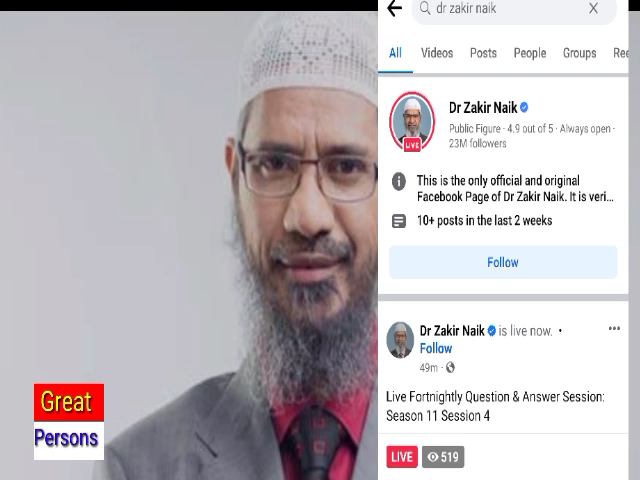 dr zakir naik
All Videos Posts People Groups Ree
Dr Zakir Naik
Public Figure · 4.9 out of 5 · Always open ·
23M followers
LIVE
This is the only official and original
Facebook Page of Dr Zakir Naik. It is veri...
10+ posts in the last 2 weeks
Follow
Dr Zakir Naik is live now. •
Follow
49m ·
Live Fortnightly Question & Answer Session:
Season 11 Session 4
LIVE 519
Great
Persons